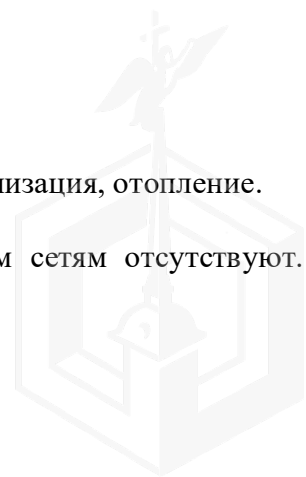 лизация, отопление.
м сетям отсутствуют.